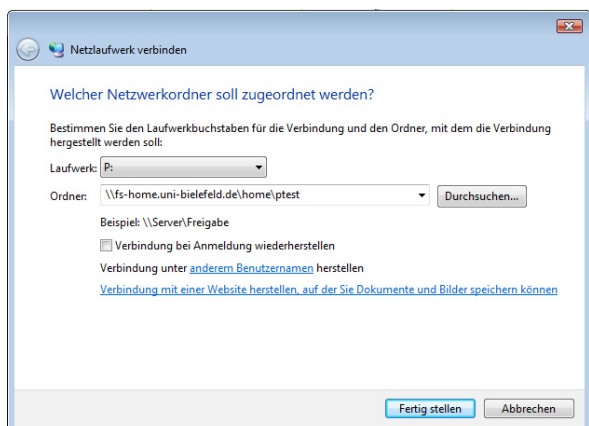 Netzlaufwerk verbinden
Welcher Netzwerkordner soll zugeordnet werden?
Bestimmen Sie den Laufwerkbuchstaben für die Verbindung und den Ordner, mit dem die Verbindung
hergestellt werden soll:
Laufwerk: P:
Ordner: \\fs-home.uni-bielefeld.de\home\ptest Durchsuchen...
Beispiel: \\Server\Freigabe
Verbindung bei Anmeldung wiederherstellen
Verbindung unter anderem Benutzernamen herstellen
Verbindung mit einer Website herstellen, auf der Sie Dokumente und Bilder speichern können
Fertig stellen Abbrechen